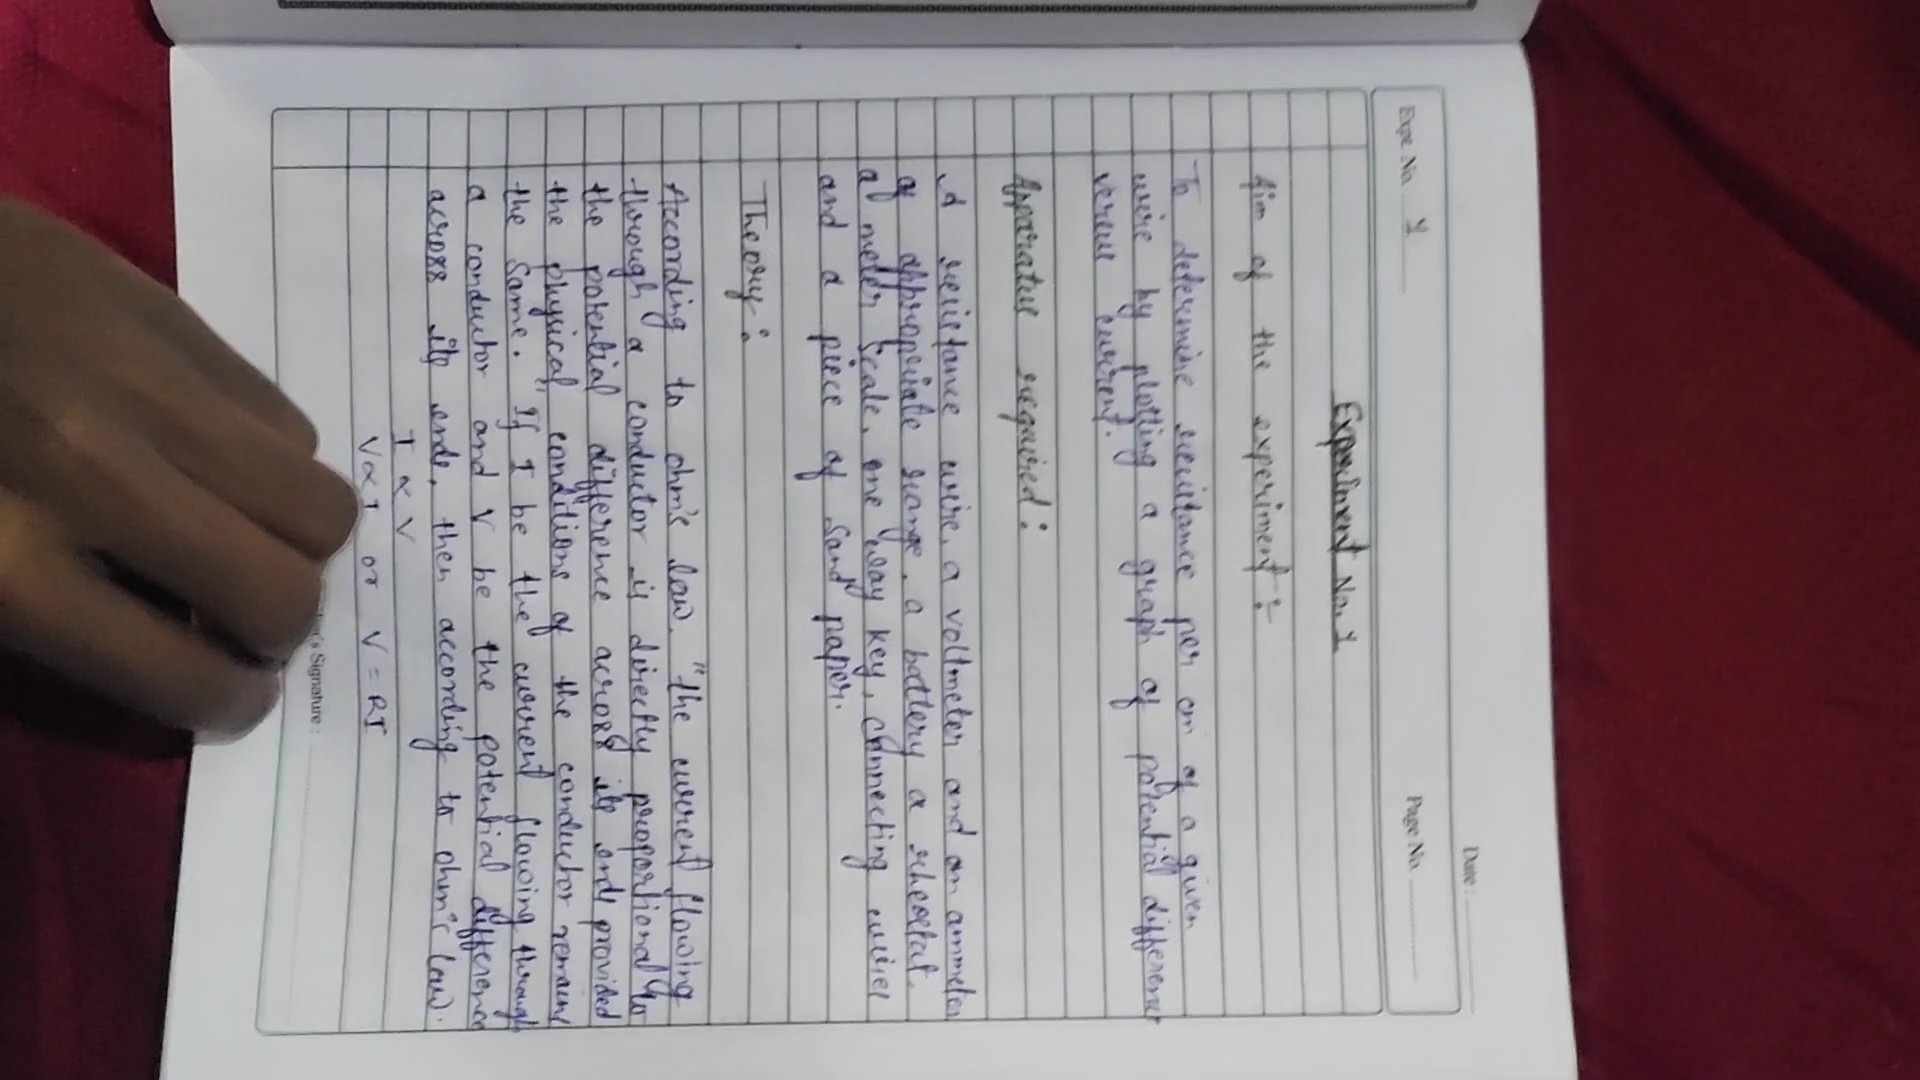 Date :
Expt. No. 1
Page No.
Experiment No. 1
Aim of the experiment :-
To determine resistance per cm of a given
wire by plotting a graph of potential difference
versus current.
Apparatus required :
A resistance wire, a voltmeter and an ammeter
of appropriate range, a battery a rheostat,
a meter scale, one way key, connecting wires
and a piece of sand paper.
Theory :
According to ohm's law. "the current flowing
through a conductor is directly proportional to
the potential difference across its ends provided
the physical conditions of the conductor remains
the same." If I be the current flowing through
a conductor and V be the potential difference
across its ends, then according to ohm's law.
I ∝ V
V ∝ I or V = RI
Signature :